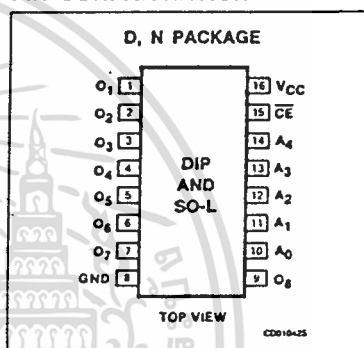 D, N PACKAGE
O1 1 16 VCC
O2 2 15 CE
O3 3 14 A4
O4 4 13 A3
O5 5 12 A2
O6 6 11 A1
O7 7 10 A0
GND 8 9 O8
DIP
AND
SO-L
TOP VIEW
CD01042S